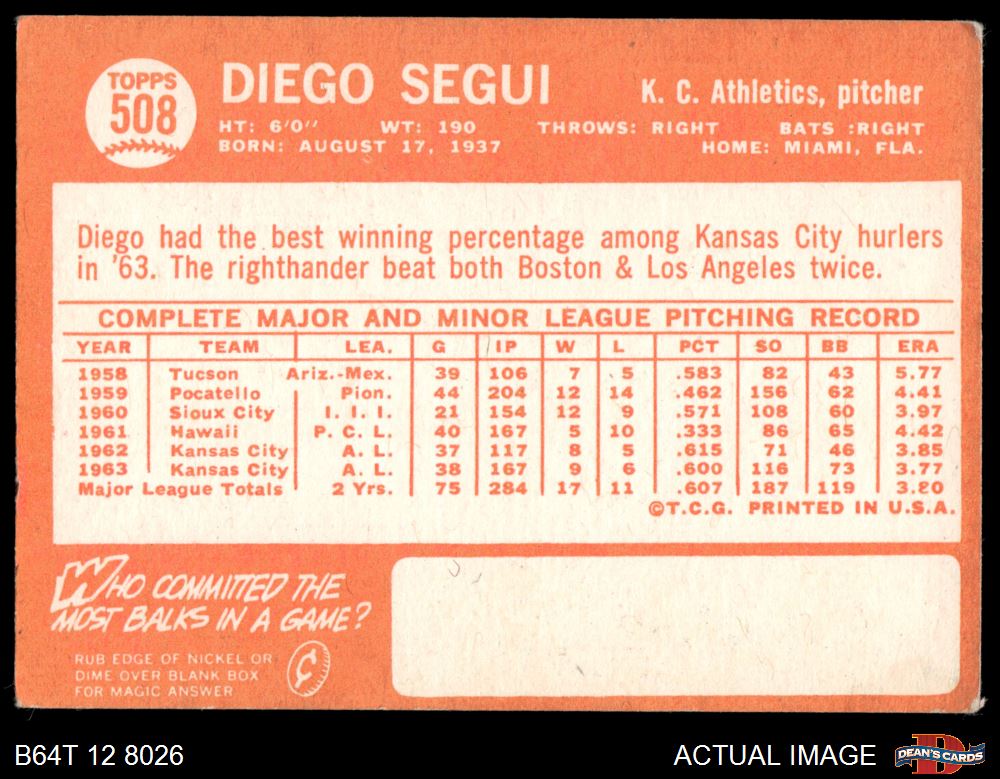 TOPPS
508
DIEGO SEGUI
K. C. Athletics, pitcher
HT: 6'0" WT: 190 THROWS: RIGHT BATS :RIGHT
BORN: AUGUST 17, 1937 HOME: MIAMI, FLA.
Diego had the best winning percentage among Kansas City hurlers
in '63. The righthander beat both Boston & Los Angeles twice.
COMPLETE MAJOR AND MINOR LEAGUE PITCHING RECORD
YEAR TEAM LEA. G IP W L PCT SO BB ERA
1958 Tucson Ariz.-Mex. 39 106 7 5 .583 82 43 5.77
1959 Pocatello Pion. 44 204 12 14 .462 156 62 4.41
1960 Sioux City I. I. I. 21 154 12 9 .571 108 60 3.97
1961 Hawaii P. C. L. 40 167 5 10 .333 86 65 4.42
1962 Kansas City A. L. 37 117 8 5 .615 71 46 3.85
1963 Kansas City A. L. 38 167 9 6 .600 116 73 3.77
Major League Totals 2 Yrs. 75 284 17 11 .607 187 119 3.80
©T.C.G. PRINTED IN U.S.A.
WHO COMMITTED THE
MOST BALKS IN A GAME?
RUB EDGE OF NICKEL OR
DIME OVER BLANK BOX
FOR MAGIC ANSWER
B64T 12 8026
ACTUAL IMAGE
DEAN'S CARDS